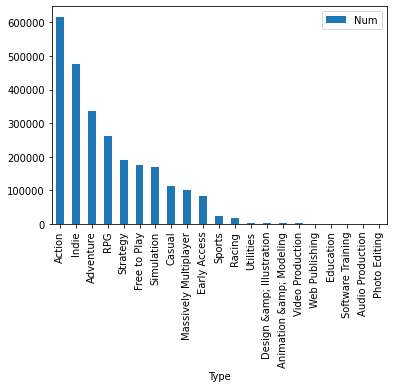 Num
600000
500000
400000
300000
200000
100000
0
Action
Indie
Adventure
RPG
Strategy
Free to Play
Simulation
Casual
Massively Multiplayer
Early Access
Sports
Racing
Utilities
Design &amp; Illustration
Animation &amp; Modeling
Video Production
Web Publishing
Education
Software Training
Audio Production
Photo Editing
Type